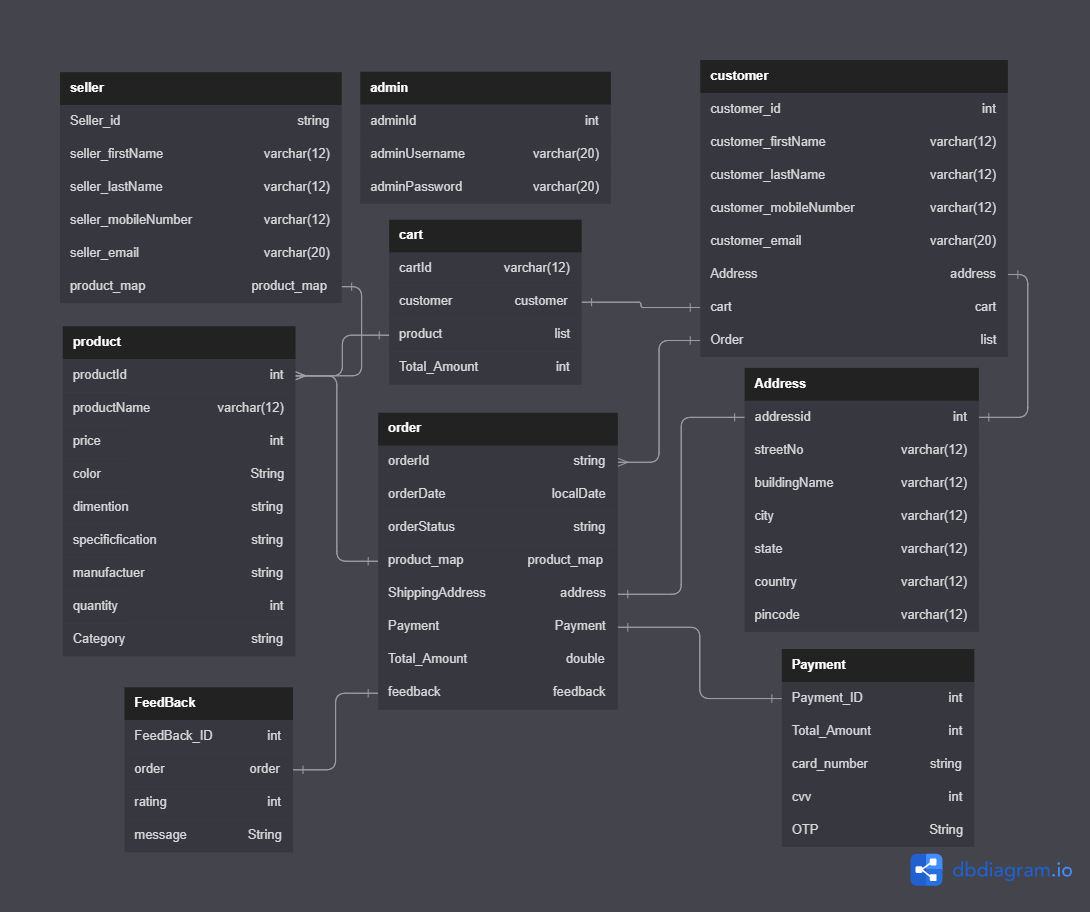 seller
Seller_id string
seller_firstName varchar(12)
seller_lastName varchar(12)
seller_mobileNumber varchar(12)
seller_email varchar(20)
product_map product_map
admin
adminId int
adminUsername varchar(20)
adminPassword varchar(20)
customer
customer_id int
customer_firstName varchar(12)
customer_lastName varchar(12)
customer_mobileNumber varchar(12)
customer_email varchar(20)
Address address
cart cart
Order list
cart
cartId varchar(12)
customer customer
product list
Total_Amount int
product
productId int
productName varchar(12)
price int
color String
dimention string
specificfication string
manufactuer string
quantity int
Category string
order
orderId string
orderDate localDate
orderStatus string
product_map product_map
ShippingAddress address
Payment Payment
Total_Amount double
feedback feedback
Address
addressid int
streetNo varchar(12)
buildingName varchar(12)
city varchar(12)
state varchar(12)
country varchar(12)
pincode varchar(12)
FeedBack
FeedBack_ID int
order order
rating int
message String
Payment
Payment_ID int
Total_Amount int
card_number string
cvv int
OTP String
dbdiagram.io